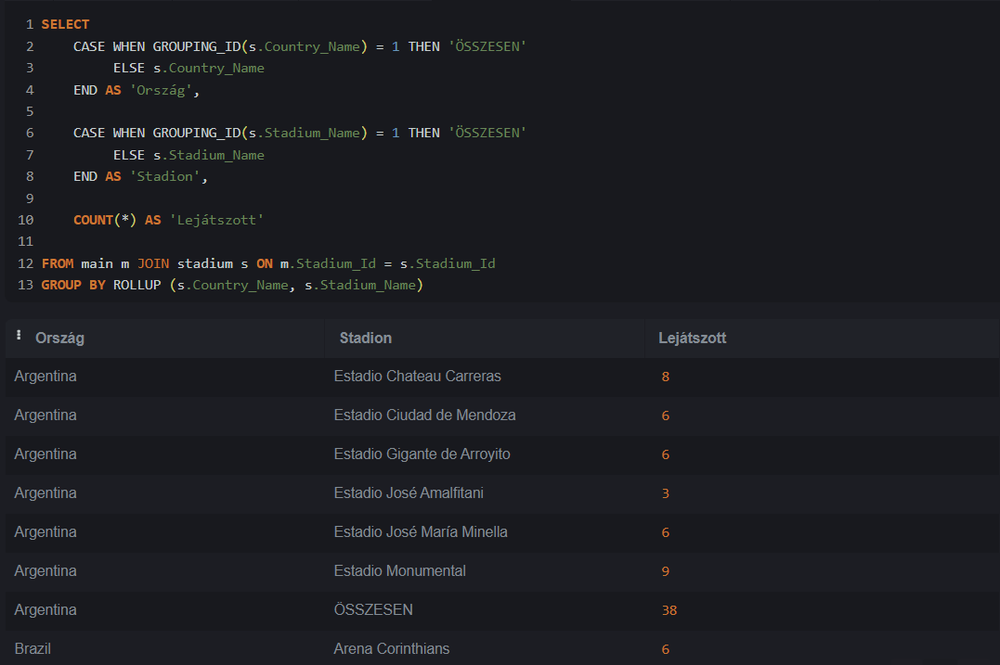 1 SELECT
2 CASE WHEN GROUPING_ID(s.Country_Name) = 1 THEN 'ÖSSZESEN'
3 ELSE s.Country_Name
4 END AS 'Ország',
5
6 CASE WHEN GROUPING_ID(s.Stadium_Name) = 1 THEN 'ÖSSZESEN'
7 ELSE s.Stadium_Name
8 END AS 'Stadion',
9
10 COUNT(*) AS 'Lejátszott'
11
12 FROM main m JOIN stadium s ON m.Stadium_Id = s.Stadium_Id
13 GROUP BY ROLLUP (s.Country_Name, s.Stadium_Name)
Ország Stadion Lejátszott
Argentina Estadio Chateau Carreras 8
Argentina Estadio Ciudad de Mendoza 6
Argentina Estadio Gigante de Arroyito 6
Argentina Estadio José Amalfitani 3
Argentina Estadio José María Minella 6
Argentina Estadio Monumental 9
Argentina ÖSSZESEN 38
Brazil Arena Corinthians 6